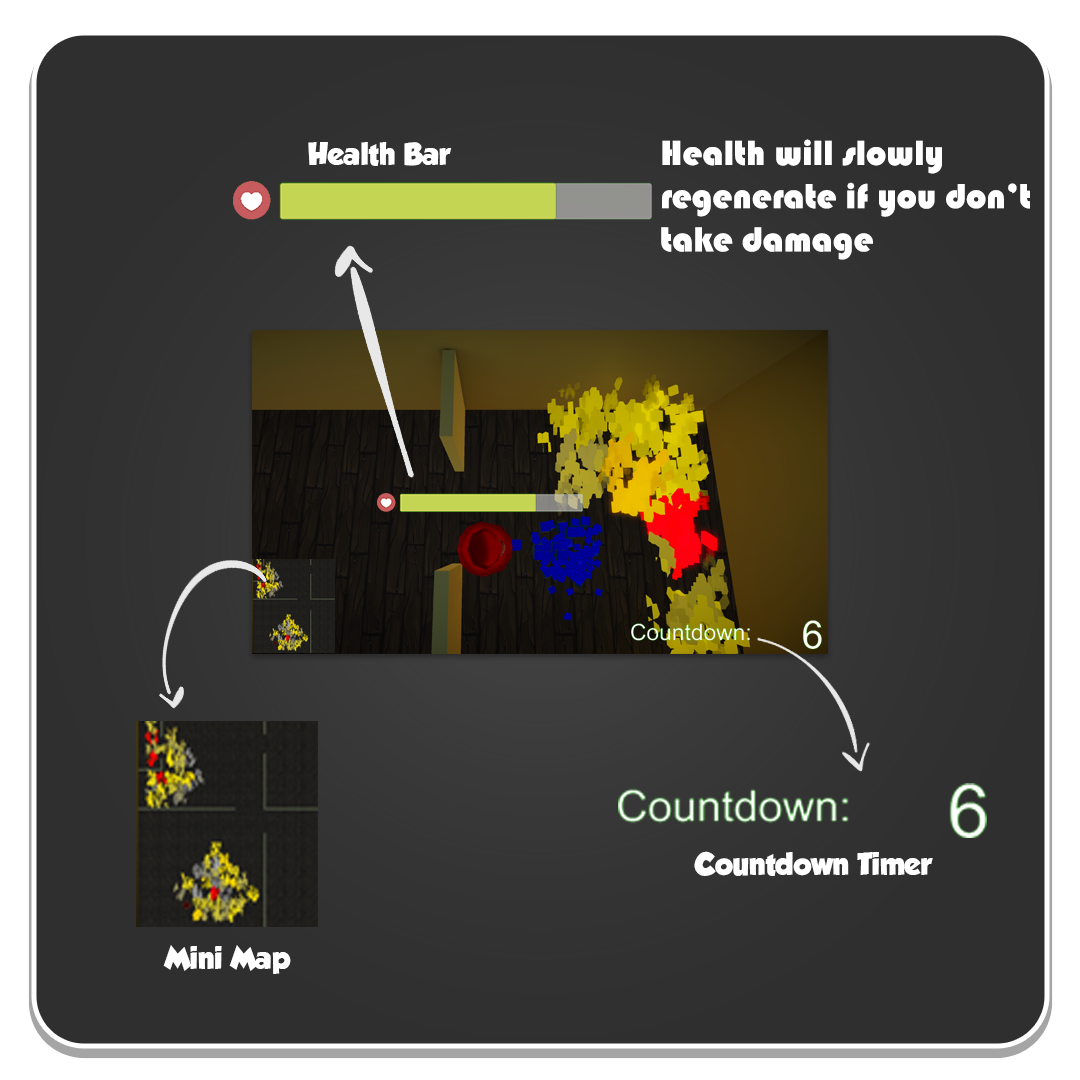 Health Bar
Health will slowly
regenerate if you don't
take damage
Countdown: 6
Countdown: 6
Countdown Timer
Mini Map